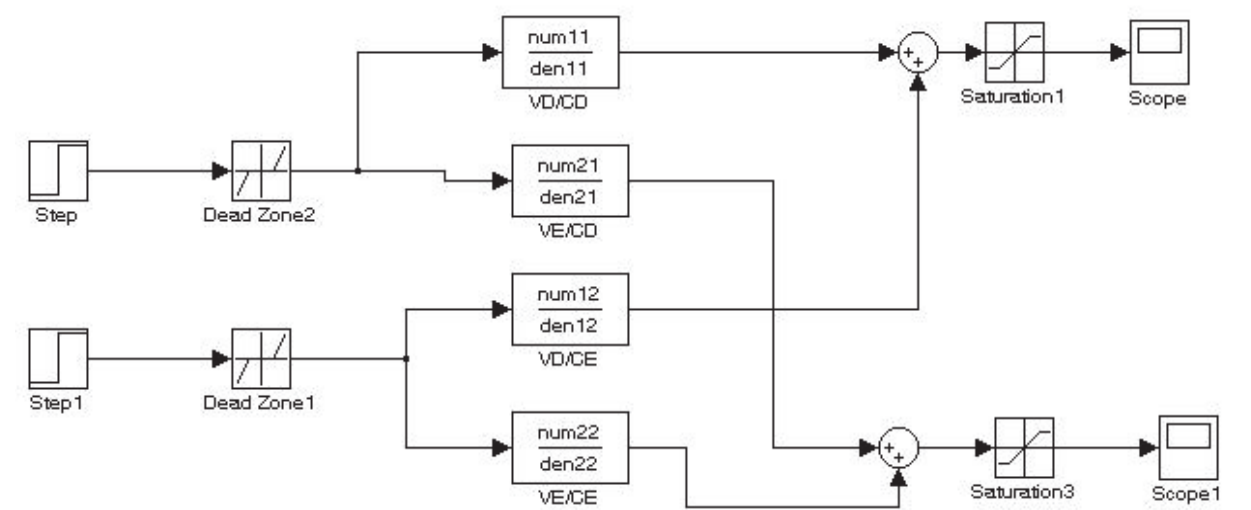 num11
den11
VD/CD
+
+
Saturation1
Scope
Step
Dead Zone2
num21
den21
VE/CD
num12
den12
VD/CE
Step1
Dead Zone1
num22
den22
VE/CE
+
+
Saturation3
Scope1